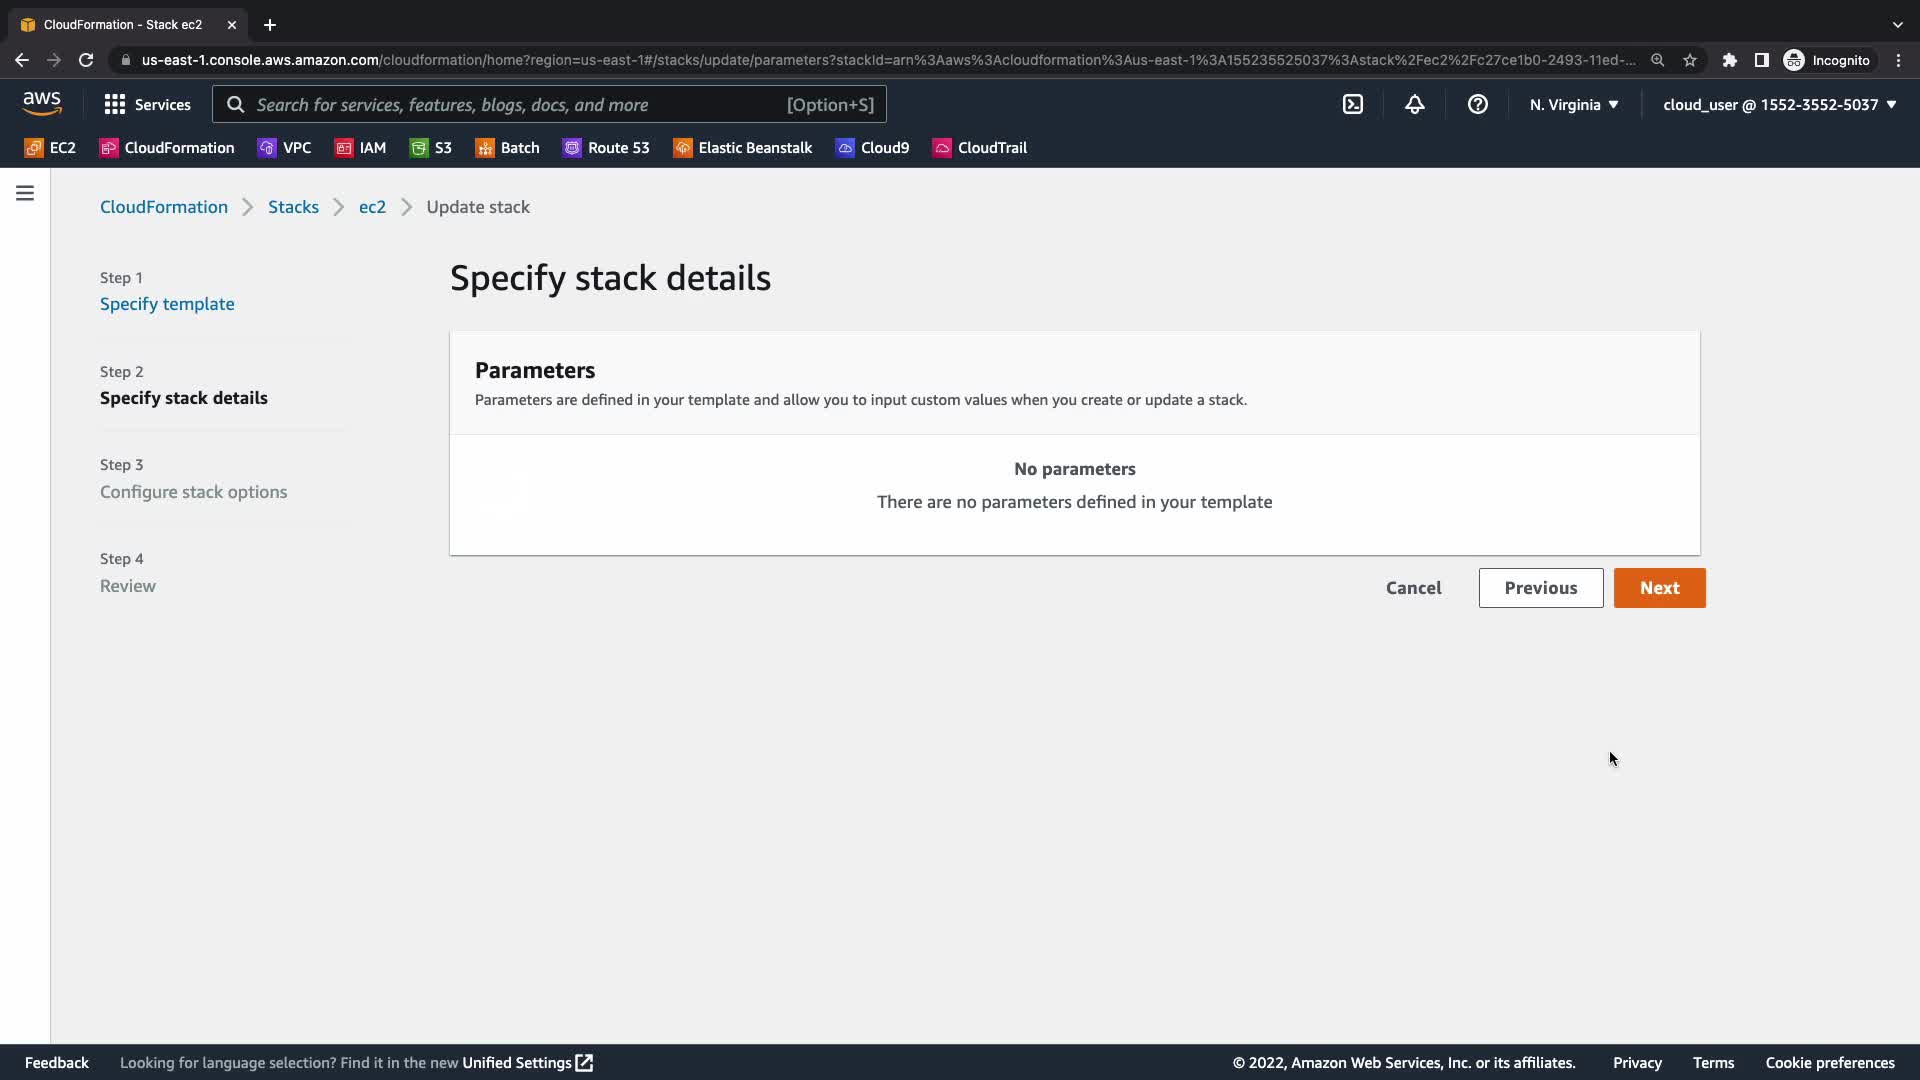 CloudFormation - Stack ec2
us-east-1.console.aws.amazon.com/cloudformation/home?region=us-east-1#/stacks/update/parameters?stackId=arn%3Aaws%3Acloudformation%3Aus-east-1%3A155235525037%3Astack%2Fec2%2Fc27ce1b0-2493-11ed-...
Incognito
aws
Services
Search for services, features, blogs, docs, and more
[Option+S]
N. Virginia
cloud_user @ 1552-3552-5037
EC2
CloudFormation
VPC
IAM
S3
Batch
Route 53
Elastic Beanstalk
Cloud9
CloudTrail
CloudFormation
Stacks
ec2
Update stack
Step 1
Specify template
Step 2
Specify stack details
Step 3
Configure stack options
Step 4
Review
Specify stack details
Parameters
Parameters are defined in your template and allow you to input custom values when you create or update a stack.
No parameters
There are no parameters defined in your template
Cancel
Previous
Next
Feedback
Looking for language selection? Find it in the new Unified Settings
© 2022, Amazon Web Services, Inc. or its affiliates.
Privacy
Terms
Cookie preferences